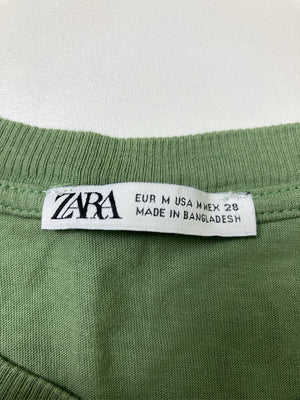 ZARA
EUR M USA M MEX 28
MADE IN BANGLADESH